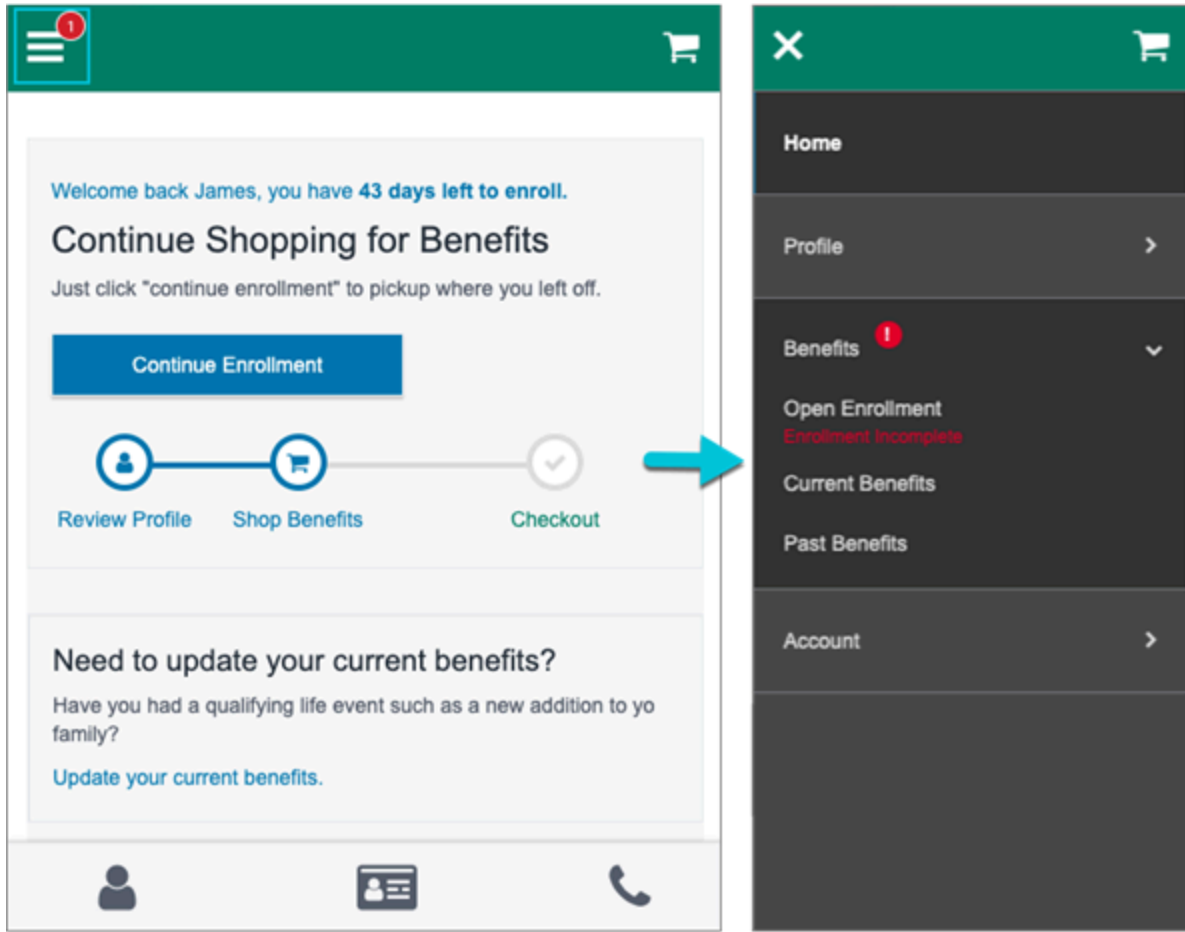 1
Welcome back James, you have 43 days left to enroll.
Continue Shopping for Benefits
Just click "continue enrollment" to pickup where you left off.
Continue Enrollment
Review Profile
Shop Benefits
Checkout
Need to update your current benefits?
Have you had a qualifying life event such as a new addition to yo
family?
Update your current benefits.
Home
Profile
Benefits !
Open Enrollment
Enrollment Incomplete
Current Benefits
Past Benefits
Account